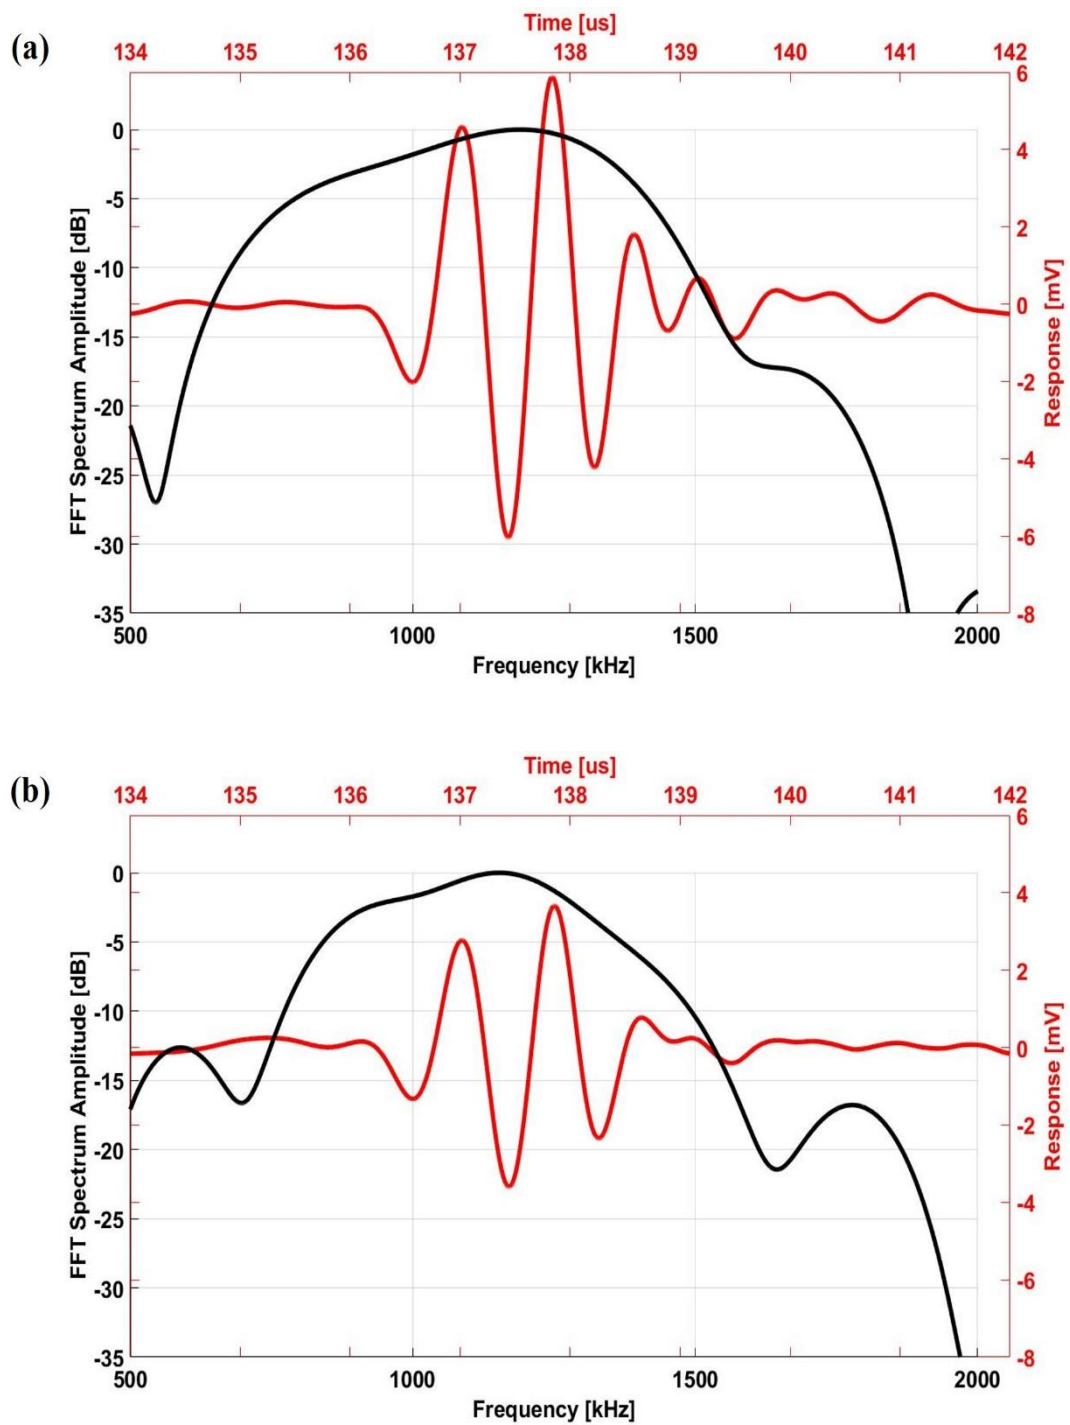 (a)
Time [us]
134 135 136 137 138 139 140 141 142
FFT Spectrum Amplitude [dB]
0
-5
-10
-15
-20
-25
-30
-35
6
4
2
0
-2
-4
-6
-8
Response [mV]
500 1000 1500 2000
Frequency [kHz]
(b)
Time [us]
134 135 136 137 138 139 140 141 142
FFT Spectrum Amplitude [dB]
0
-5
-10
-15
-20
-25
-30
-35
6
4
2
0
-2
-4
-6
-8
Response [mV]
500 1000 1500 2000
Frequency [kHz]